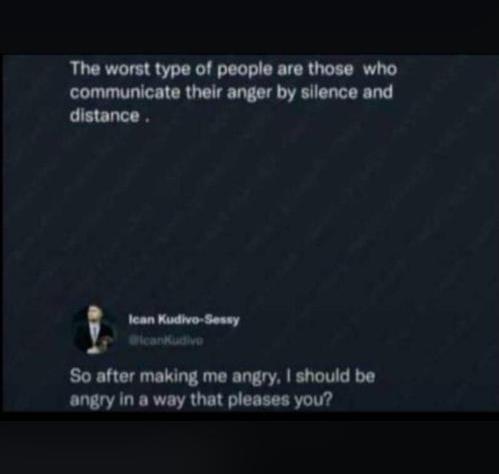 The worst type of people are those who
communicate their anger by silence and
distance .
Ican Kudivo-Sessy
@IcanKudivo
So after making me angry, I should be
angry in a way that pleases you?